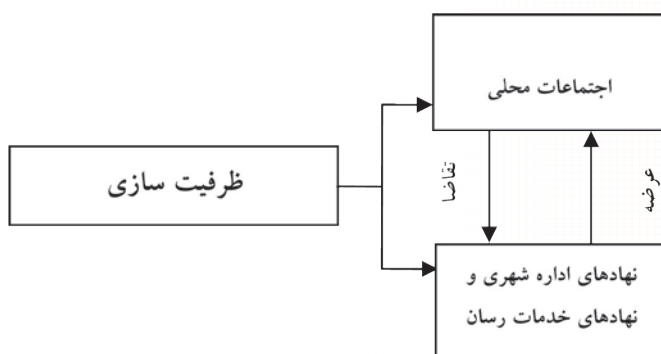 اجتماعات محلی
ظرفیت سازی
تقاضا
عرضه
نهادهای اداره شهری و
نهادهای خدمات رسان